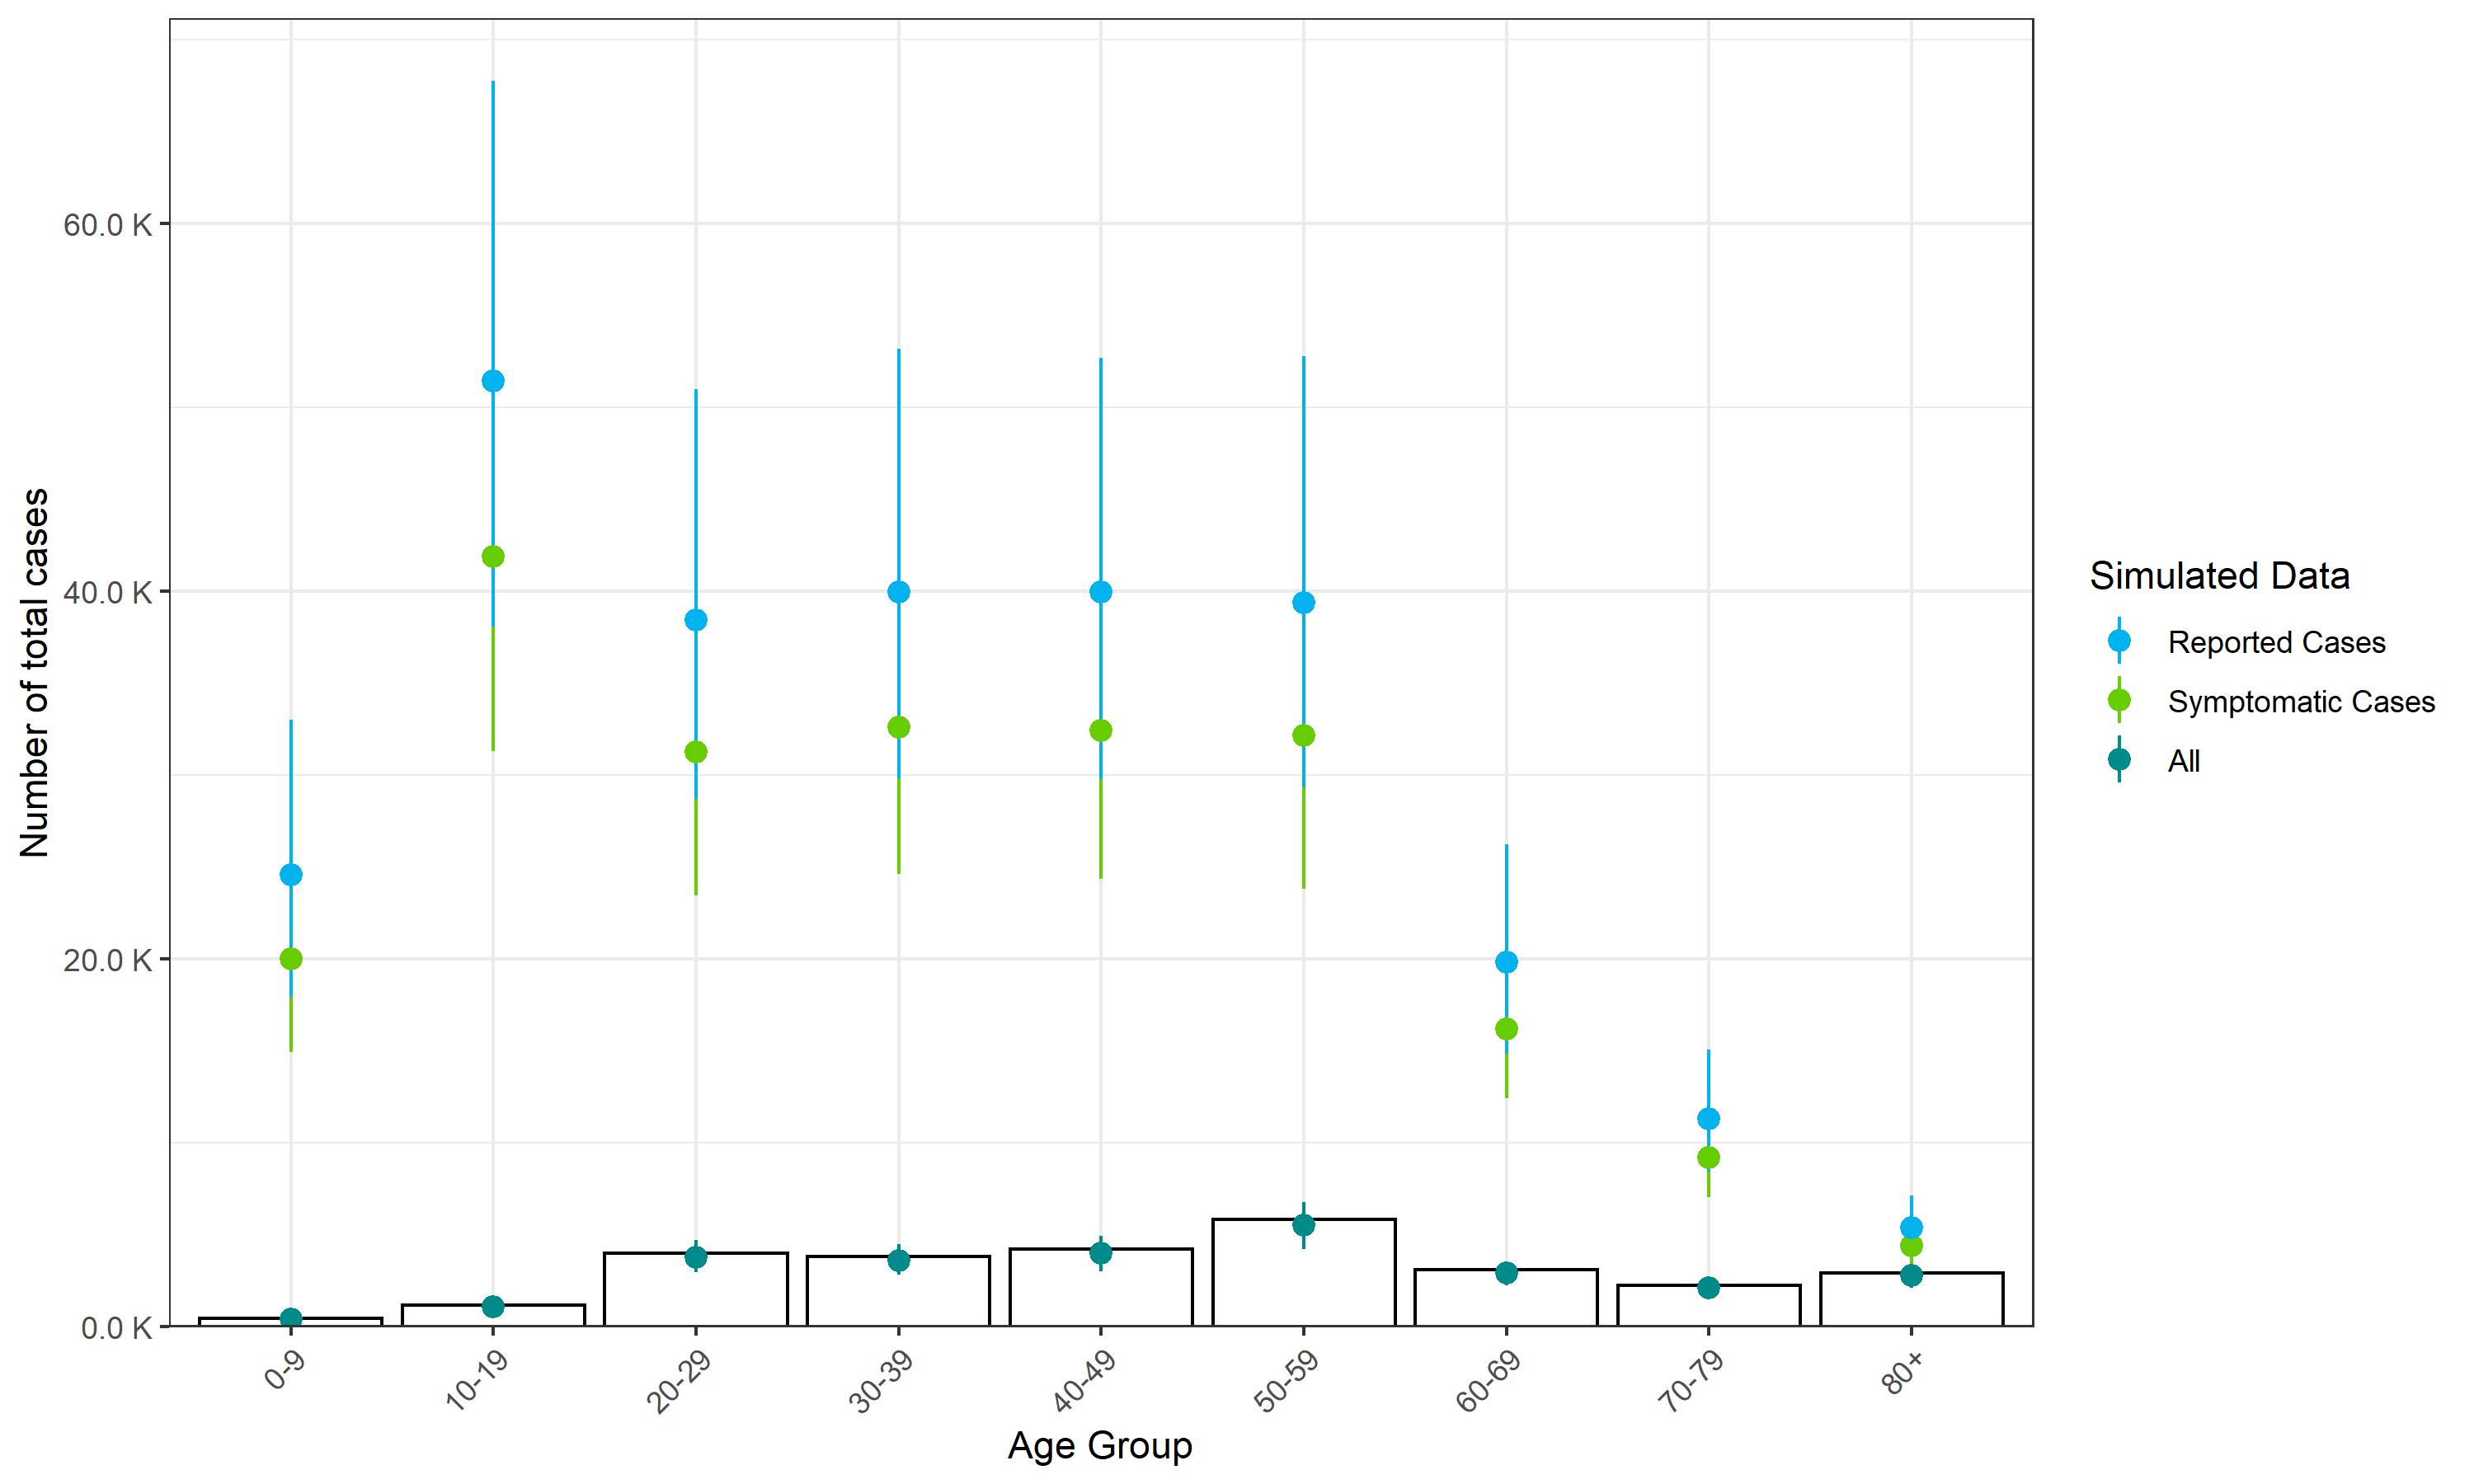 Number of total cases
60.0 K
40.0 K
20.0 K
0.0 K
0-9
10-19
20-29
30-39
40-49
50-59
60-69
70-79
80+
Age Group
Simulated Data
Reported Cases
Symptomatic Cases
All